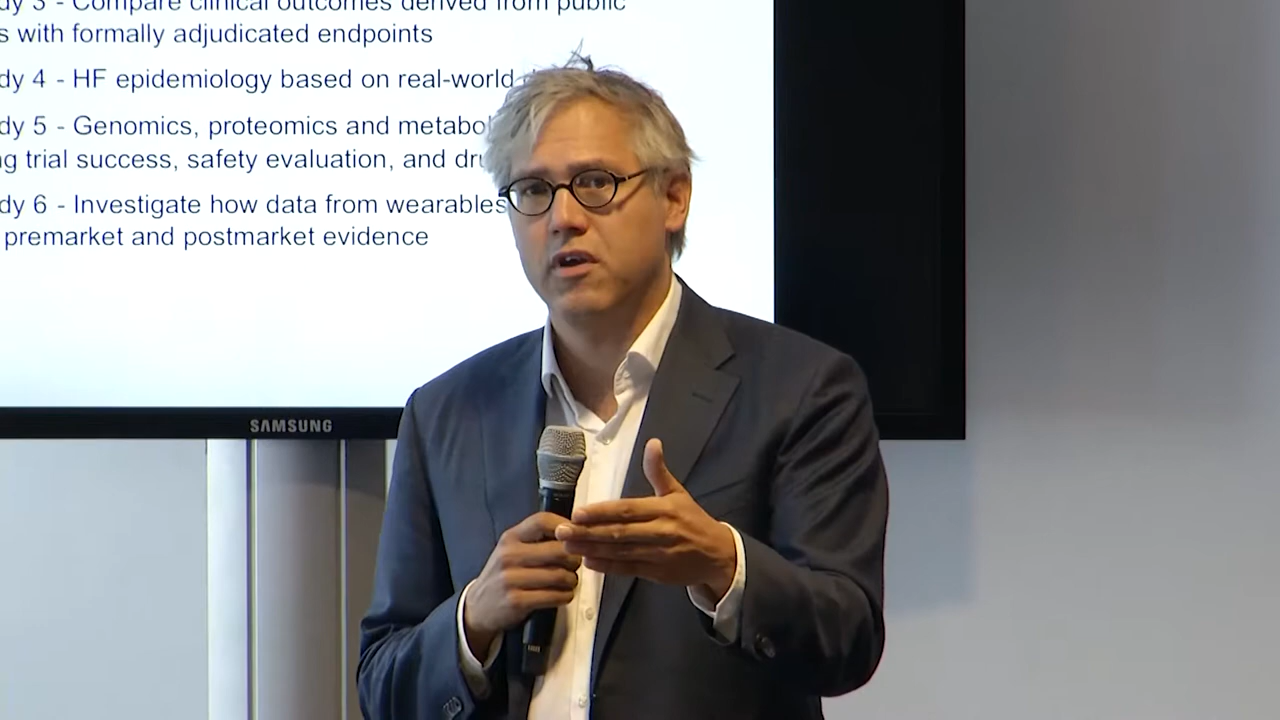 dy 3 - Compare clinical outcomes derived from public
s with formally adjudicated endpoints
dy 4 - HF epidemiology based on real-world
dy 5 - Genomics, proteomics and metabol
ng trial success, safety evaluation, and dru
dy 6 - Investigate how data from wearables
premarket and postmarket evidence
SAMSUNG